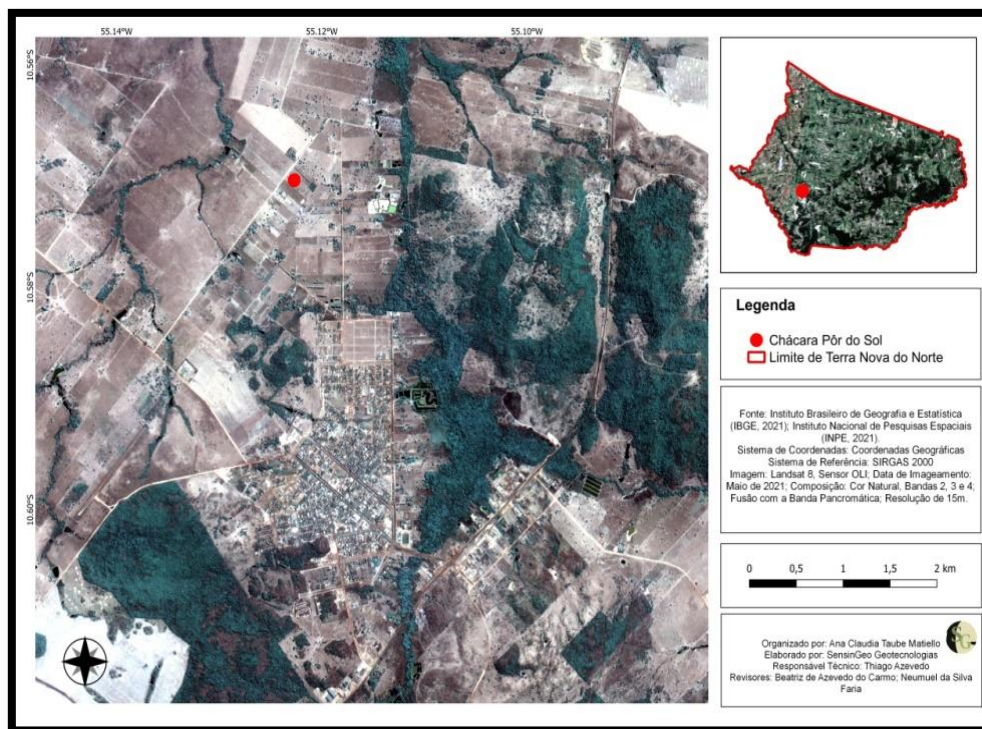 55.14°W
55.12°W
55.10°W
10.56°S
10.58°S
10.60°S
Legenda
Chácara Pôr do Sol
Limite de Terra Nova do Norte
Fonte: Instituto Brasileiro de Geografia e Estatística
(IBGE, 2021); Instituto Nacional de Pesquisas Espaciais
(INPE, 2021).
Sistema de Coordenadas: Coordenadas Geográficas
Sistema de Referência: SIRGAS 2000
Imagem: Landsat 8, Sensor OLI; Data de Imageamento:
Maio de 2021; Composição: Cor Natural, Bandas 2, 3 e 4;
Fusão com a Banda Pancromática; Resolução de 15m.
0 0,5 1 1,5 2 km
Organizado por: Ana Claudia Taube Matiello
Elaborado por: SensinGeo Geotecnologias
Responsável Técnico: Thiago Azevedo
Revisores: Beatriz de Azevedo do Carmo; Neumuel da Silva
Faria